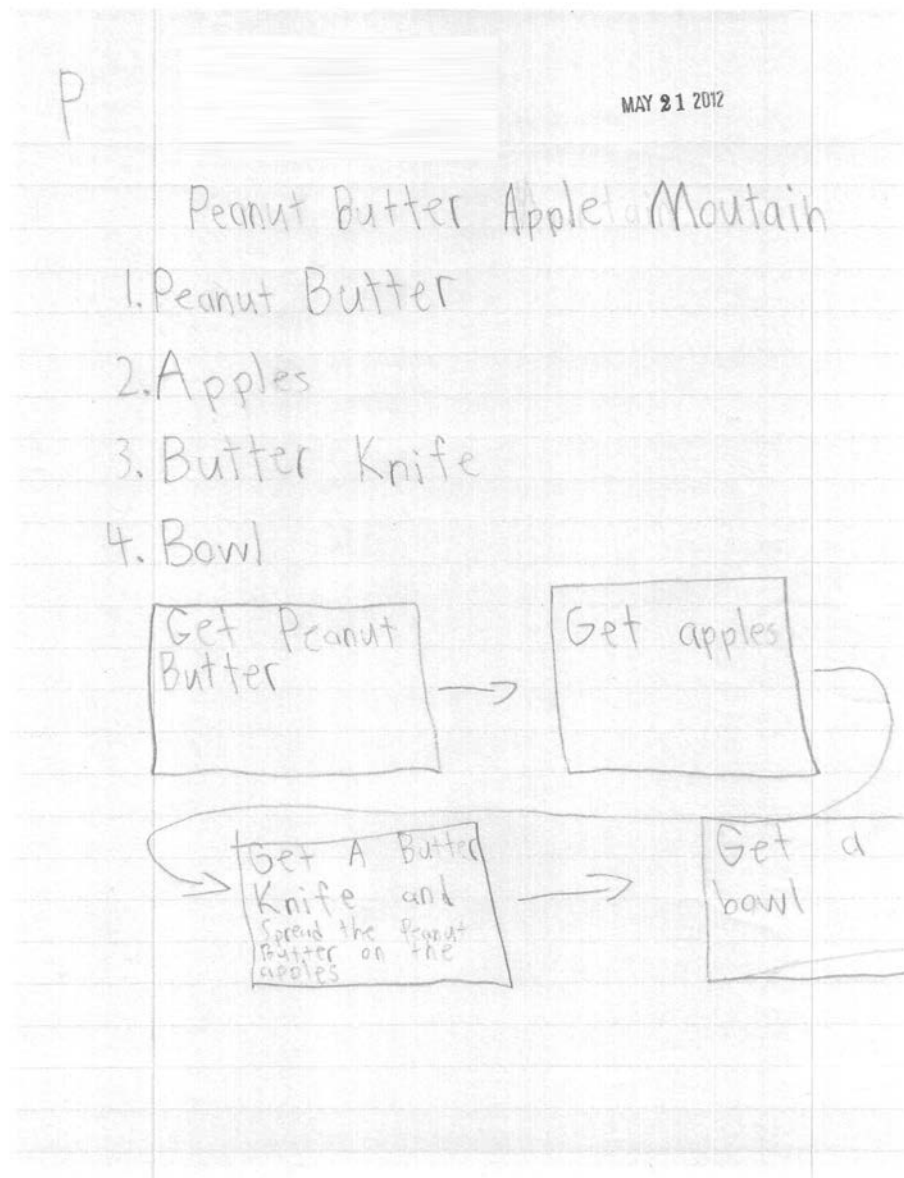 P
MAY 21 2012
Peanut Butter Apple Moutain
1. Peanut Butter
2. Apples
3. Butter Knife
4. Bowl
Get Peanut
Butter
Get apples
Get A Butter
Knife and
Spread the Peanut
Butter on the
apples
Get a
bowl